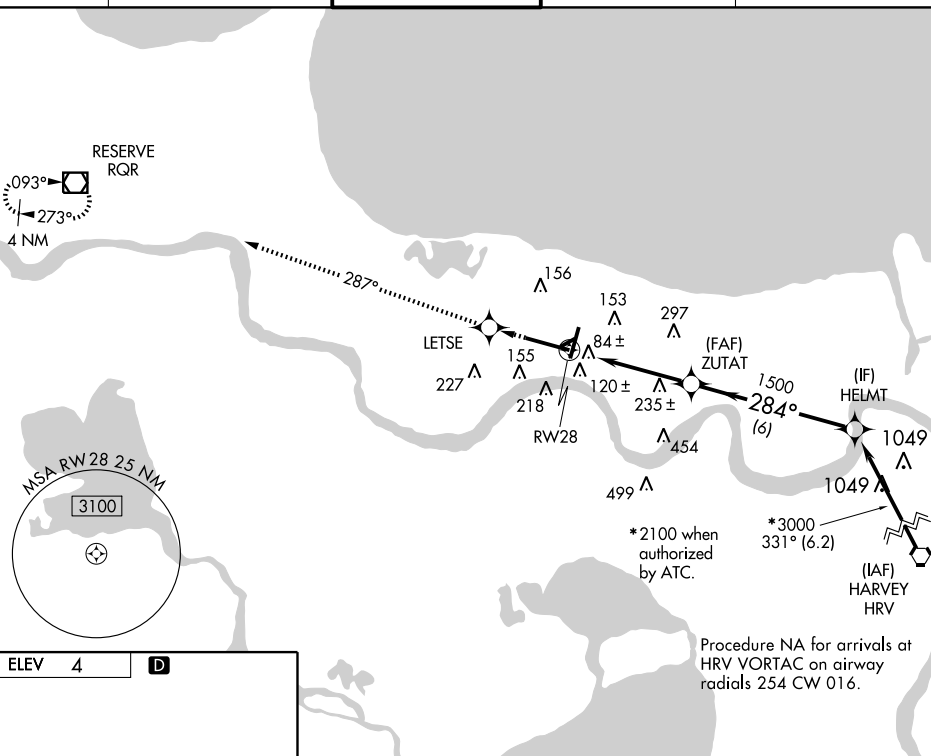 RESERVE
RQR
093°
273°
4 NM
287°
156
153
297
LETSE
84 ±
(FAF)
ZUTAT
155
227
218
120 ±
235 ±
1500
284°
(6)
(IF)
HELMT
RW28
454
499
1049
1049
MSA RW 28 25 NM
3100
*2100 when
authorized
by ATC.
*3000
331° (6.2)
(IAF)
HARVEY
HRV
Procedure NA for arrivals at
HRV VORTAC on airway
radials 254 CW 016.
ELEV 4 D